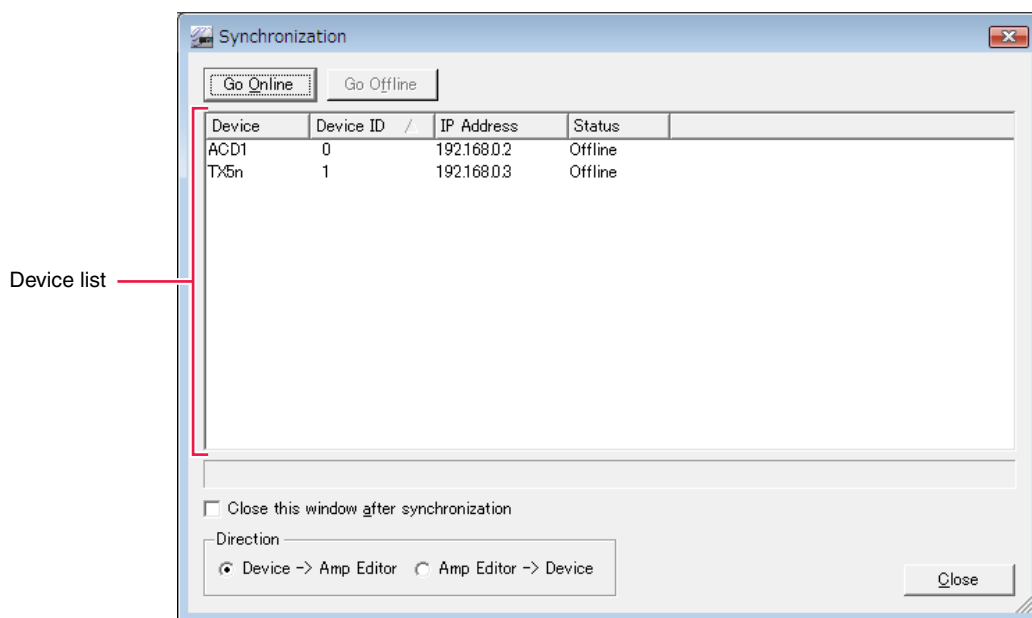 Synchronization
Go Online Go Offline
Device Device ID IP Address Status
ACD1 0 192.168.0.2 Offline
TX5n 1 192.168.0.3 Offline
Device list
Close this window after synchronization
Direction
Device -> Amp Editor Amp Editor -> Device
Close